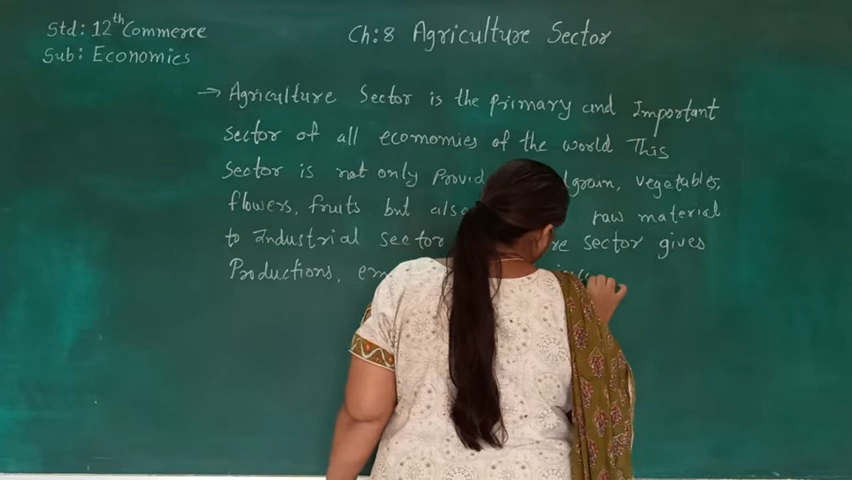 Std: 12th Commerce
Sub: Economics
Ch:8 Agriculture Sector
→ Agriculture Sector is the primary and Important
sector of all economies of the world This
sector is not only vegetables,
flowers, fruits but also raw material
to Industrial sector sector gives
Productions,